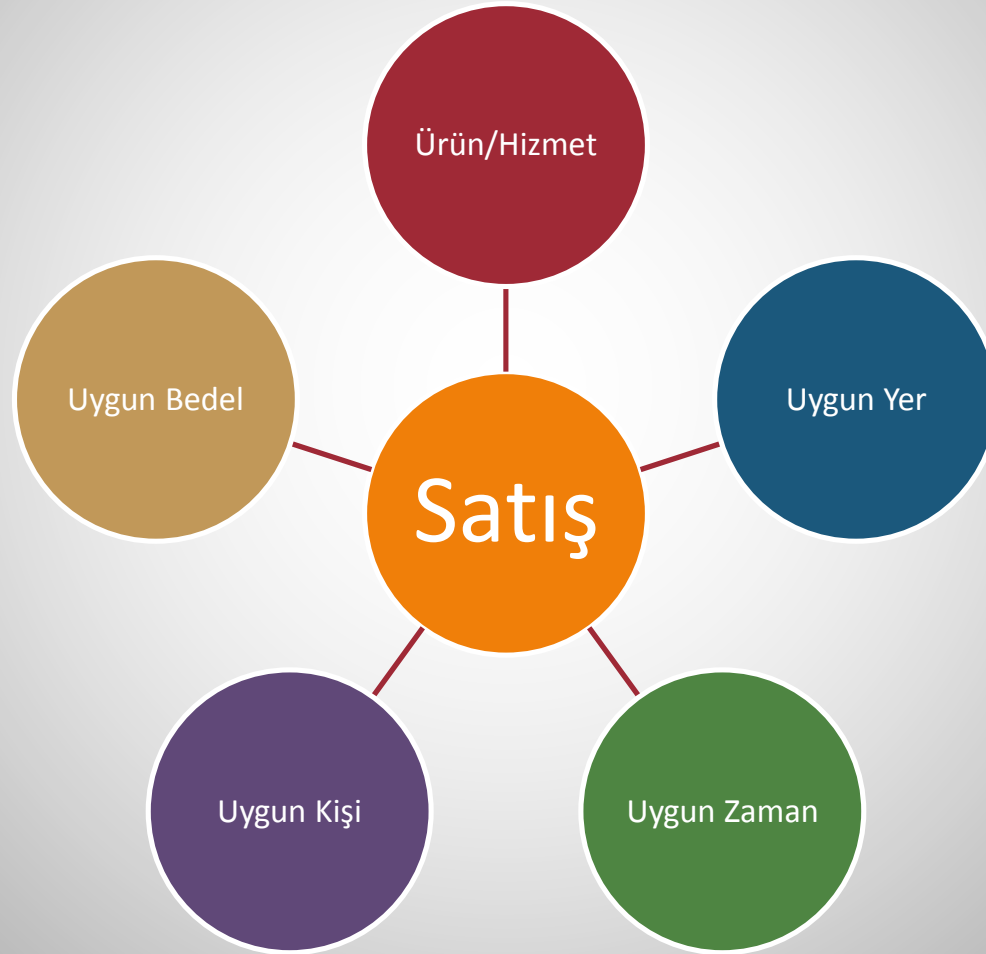 Ürün/Hizmet
Uygun Bedel
Uygun Yer
Satış
Uygun Kişi
Uygun Zaman